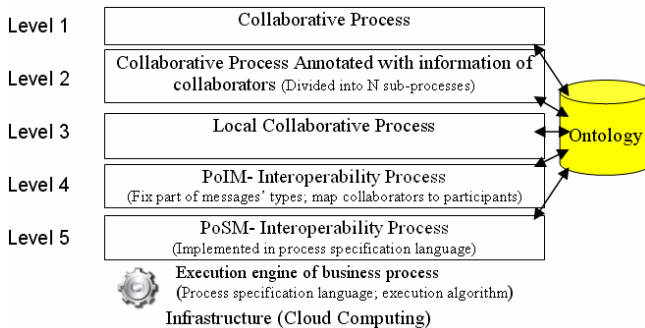 Level 1
Collaborative Process
Level 2
Collaborative Process Annotated with information of
collaborators (Divided into N sub-processes)
Level 3
Local Collaborative Process
Ontology
Level 4
PoIM- Interoperability Process
(Fix part of messages' types; map collaborators to participants)
Level 5
PoSM- Interoperability Process
(Implemented in process specification language)
Execution engine of business process
(Process specification language; execution algorithm)
Infrastructure (Cloud Computing)